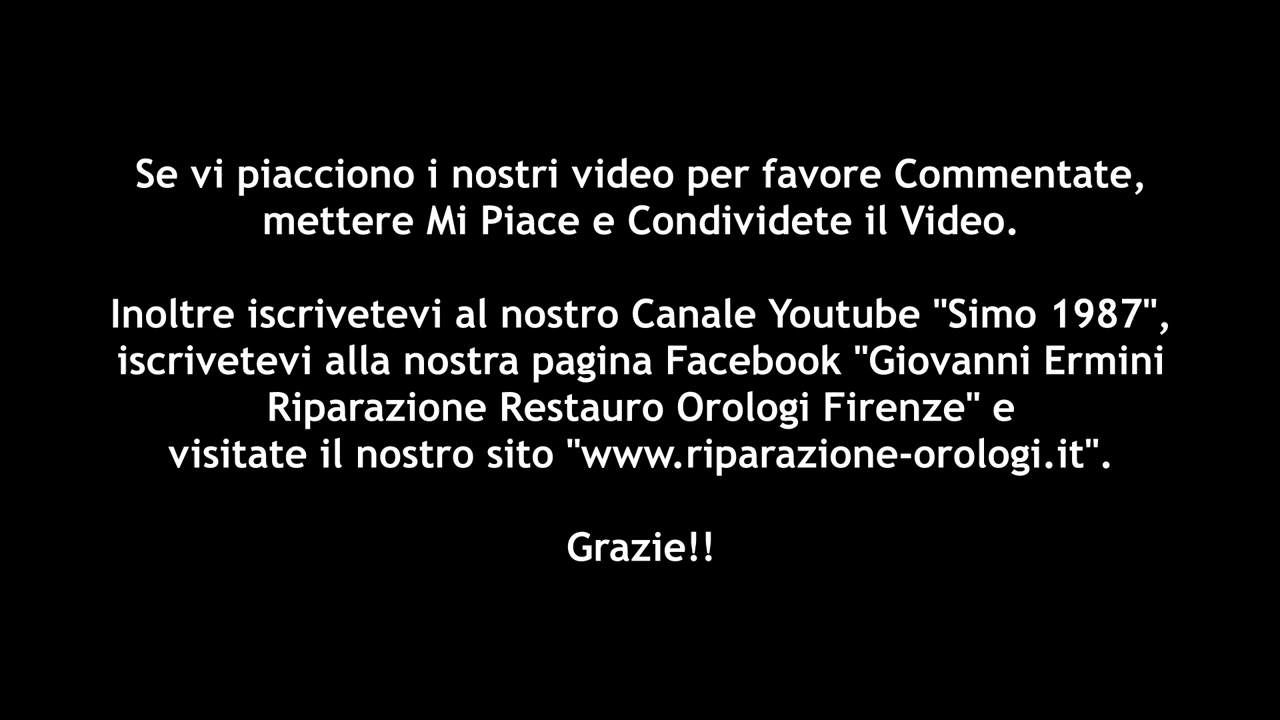 Se vi piacciono i nostri video per favore Commentate,
mettere Mi Piace e Condividete il Video.
Inoltre iscrivetevi al nostro Canale Youtube "Simo 1987",
iscrivetevi alla nostra pagina Facebook "Giovanni Ermini
Riparazione Restauro Orologi Firenze" e
visitate il nostro sito "www.riparazione-orologi.it".
Grazie!!